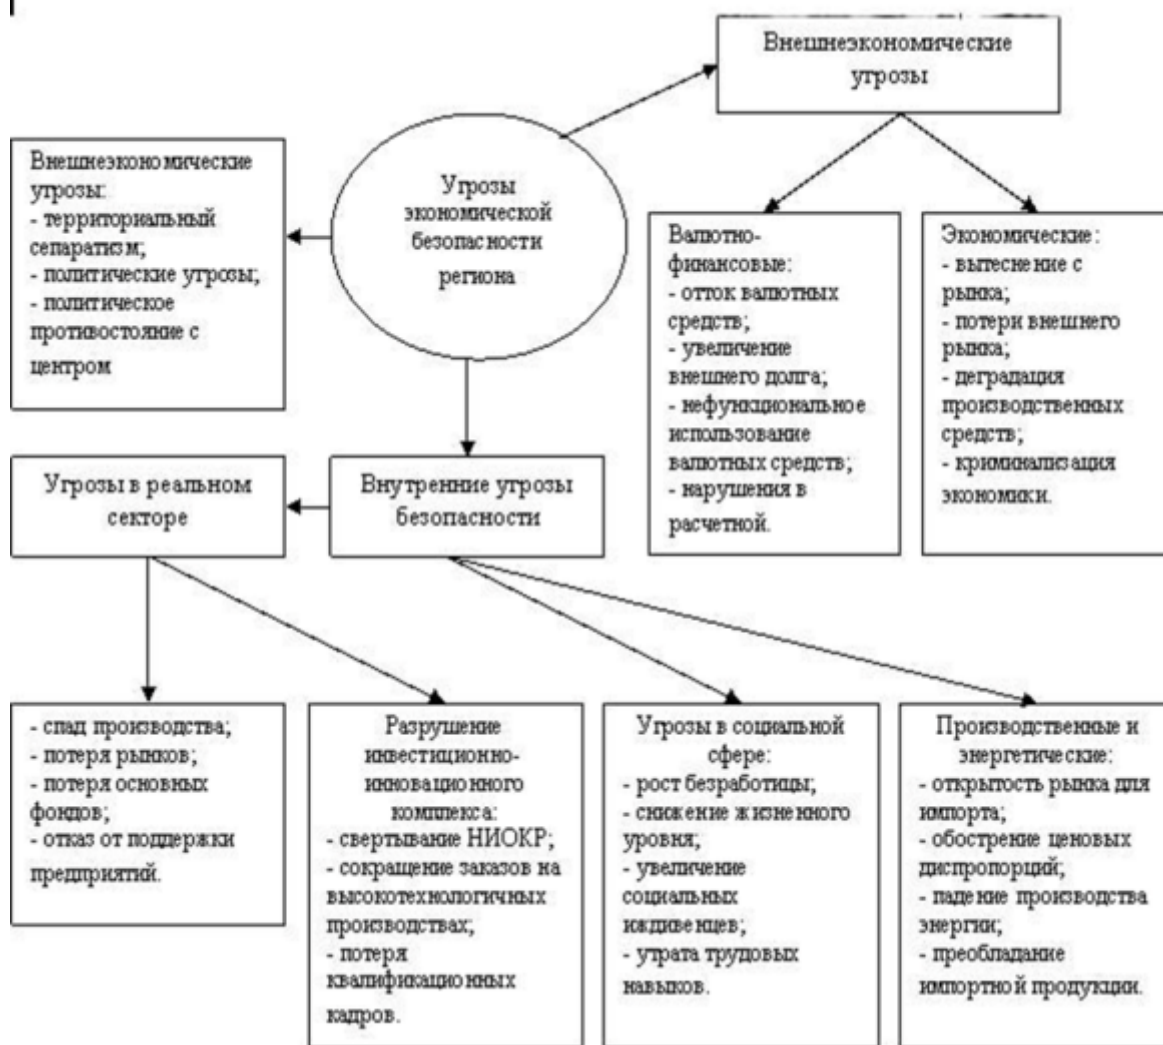 Внешнеэкономические
угрозы
Угрозы
экономической
безопасности
региона
Внешнеэкономические
угрозы:
- территориальный
сепаратизм;
- политические угрозы;
- политическое
противостояние с
центром
Валютно-
финансовые:
- отток валютных
средств;
- увеличение
внешнего долга;
- нефункциональное
использование
валютных средств;
- нарушения в
расчетной.
Экономические:
- вытеснение с
рынка;
- потери внешнего
рынка;
- деградация
производственных
средств;
- криминализация
экономики.
Угрозы в реальном
секторе
Внутренние угрозы
безопасности
- спад производства;
- потеря рынков;
- потеря основных
фондов;
- отказ от поддержки
предприятий.
Разрушение
инвестиционно-
инновационного
комплекса:
- свертывание НИОКР;
- сокращение заказов на
высокотехнологичных
производствах;
- потеря
квалификационных
кадров.
Угрозы в социальной
сфере:
- рост безработицы;
- снижение жизненного
уровня;
- увеличение
социальных
иждивенцев;
- утрата трудовых
навыков.
Производственные и
энергетические:
- открытость рынка для
импорта;
- обострение ценовых
диспропорций;
- падение производства
энергии;
- преобладание
импортной продукции.